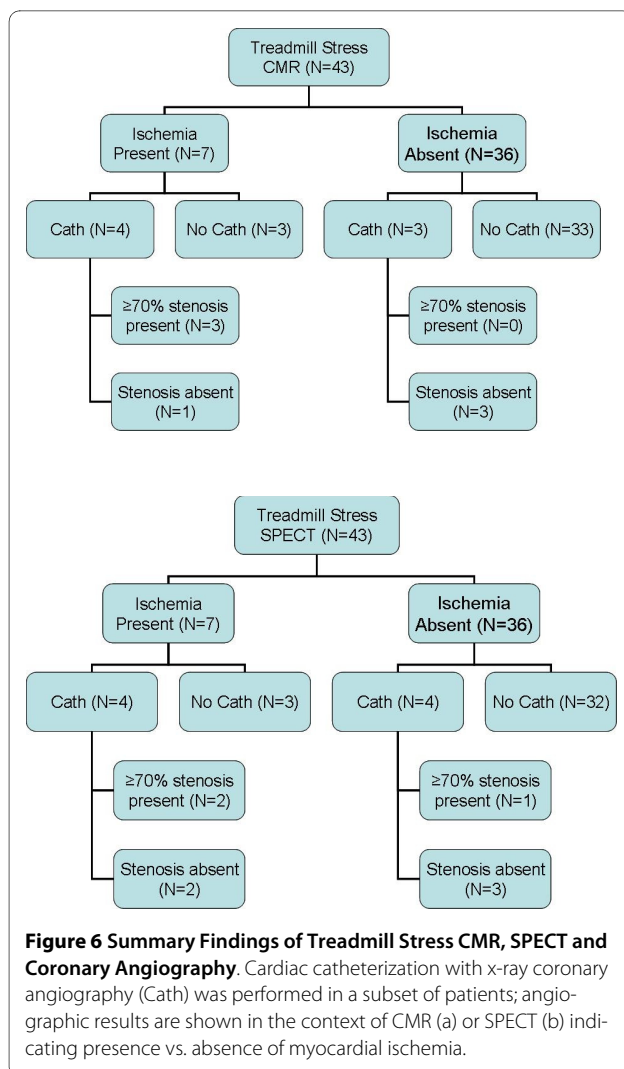 Treadmill Stress
CMR (N=43)
Ischemia
Present (N=7)
Ischemia
Absent (N=36)
Cath (N=4)
No Cath (N=3)
Cath (N=3)
No Cath (N=33)
≥70% stenosis
present (N=3)
≥70% stenosis
present (N=0)
Stenosis absent
(N=1)
Stenosis absent
(N=3)
Treadmill Stress
SPECT (N=43)
Ischemia
Present (N=7)
Ischemia
Absent (N=36)
Cath (N=4)
No Cath (N=3)
Cath (N=4)
No Cath (N=32)
≥70% stenosis
present (N=2)
≥70% stenosis
present (N=1)
Stenosis absent
(N=2)
Stenosis absent
(N=3)
Figure 6 Summary Findings of Treadmill Stress CMR, SPECT and
Coronary Angiography. Cardiac catheterization with x-ray coronary
angiography (Cath) was performed in a subset of patients; angio-
graphic results are shown in the context of CMR (a) or SPECT (b) indi-
cating presence vs. absence of myocardial ischemia.